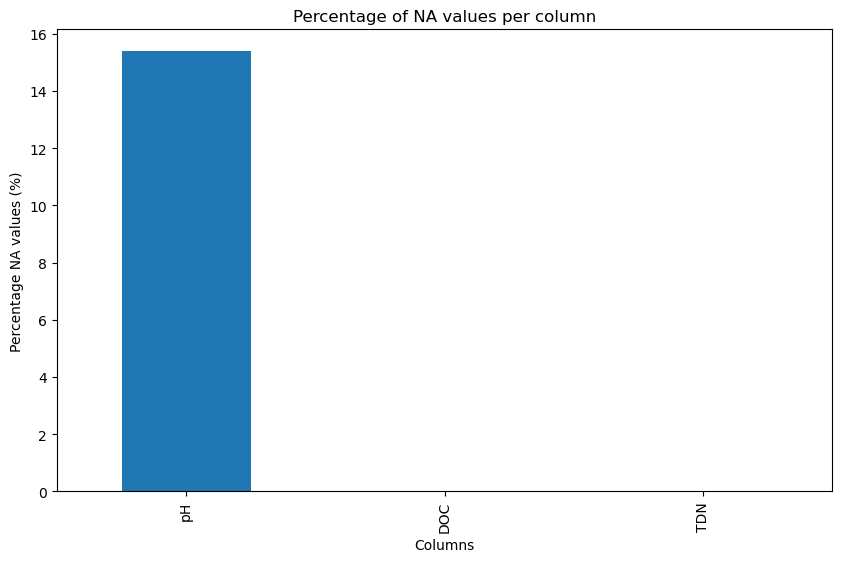 Percentage of NA values per column
Percentage NA values (%)
16
14
12
10
8
6
4
2
0
pH
DOC
TDN
Columns